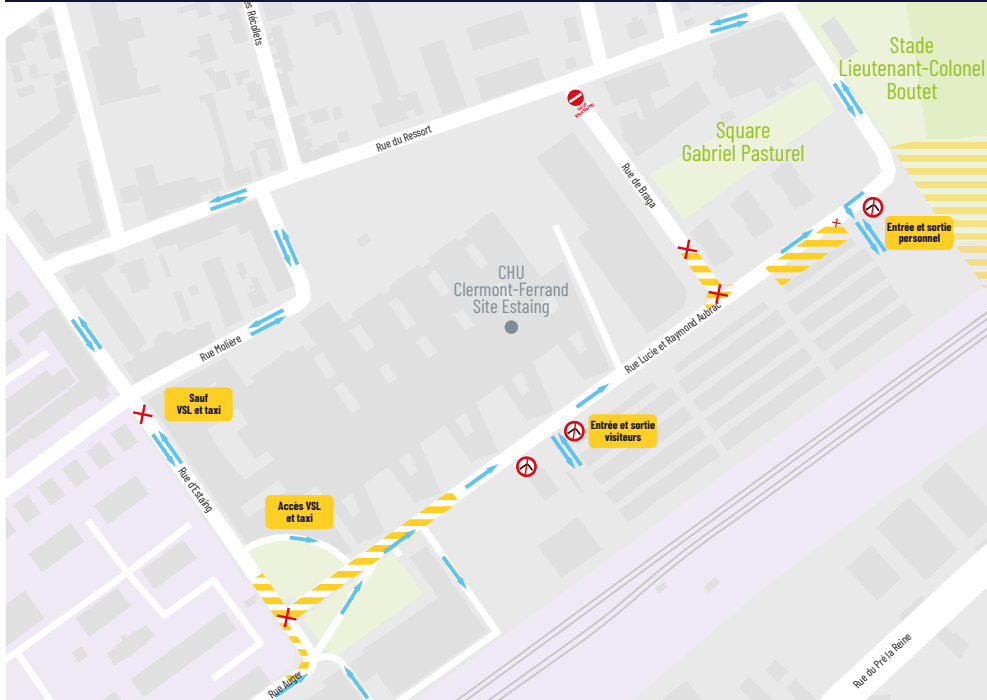 es Récollets
Stade
Lieutenant-Colonel
Boutet
Rue du Ressort
Square
Gabriel Pasturel
Rue de Braga
Entrée et sortie
personnel
CHU
Clermont-Ferrand
Site Estaing
Rue Lucie et Raymond Aubrac
Rue Molière
Sauf
VSL et taxi
Entrée et sortie
visiteurs
Rue d'Estaing
Accès VSL
et taxi
Rue Auger
Rue du Pré la Reine